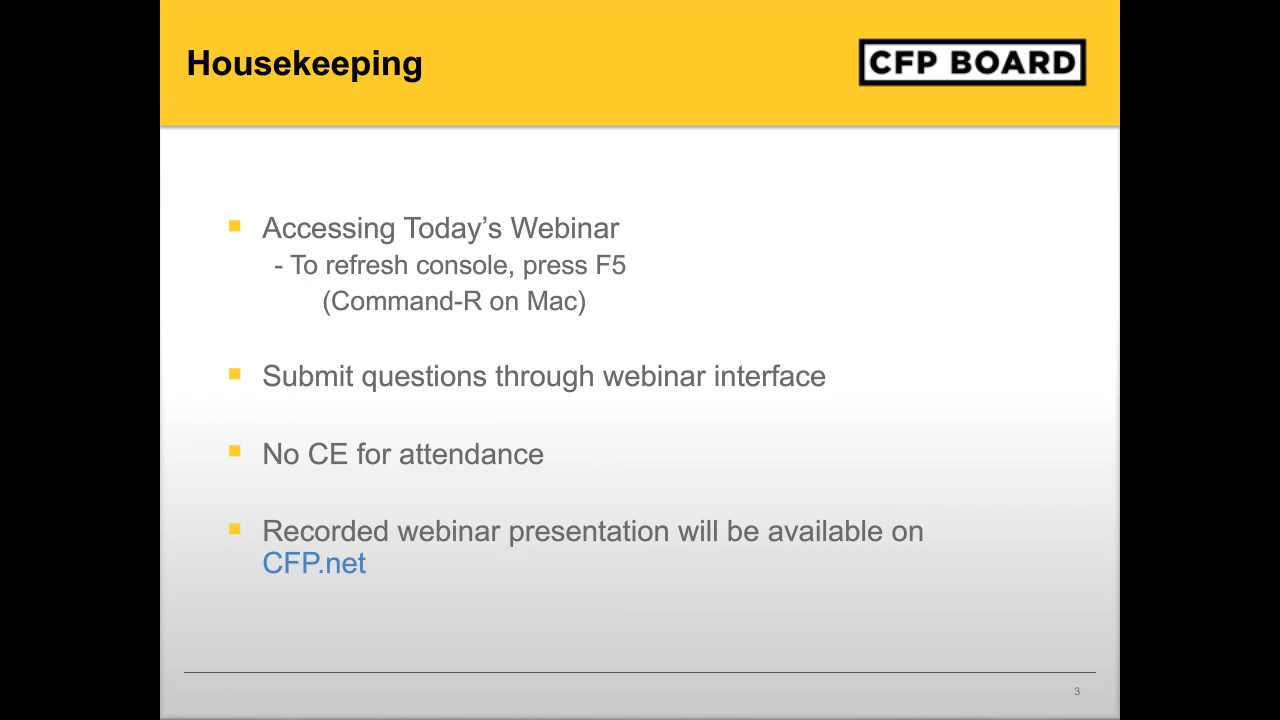 Housekeeping
CFP BOARD
Accessing Today’s Webinar
- To refresh console, press F5
(Command-R on Mac)
Submit questions through webinar interface
No CE for attendance
Recorded webinar presentation will be available on
CFP.net
3